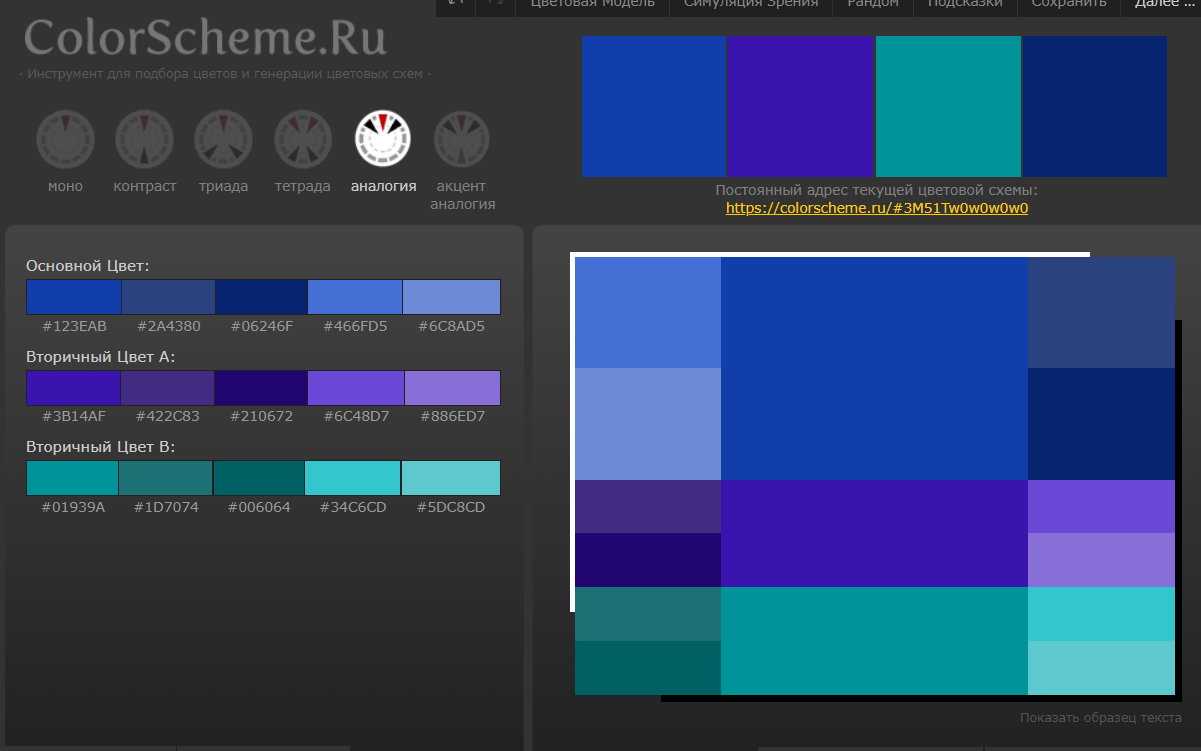 Цветовая Модель Симуляция Зрения Рандом Подсказки Сохранить Далее ...
ColorScheme.Ru
· Инструмент для подбора цветов и генерации цветовых схем ·
моно контраст триада тетрада аналогия акцент аналогия
Постоянный адрес текущей цветовой схемы:
https://colorscheme.ru/#3M51Tw0w0w0w0
Основной Цвет:
#123EAB #2A4380 #06246F #466FD5 #6C8AD5
Вторичный Цвет A:
#3B14AF #422C83 #210672 #6C48D7 #886ED7
Вторичный Цвет B:
#01939A #1D7074 #006064 #34C6CD #5DC8CD
Показать образец текста